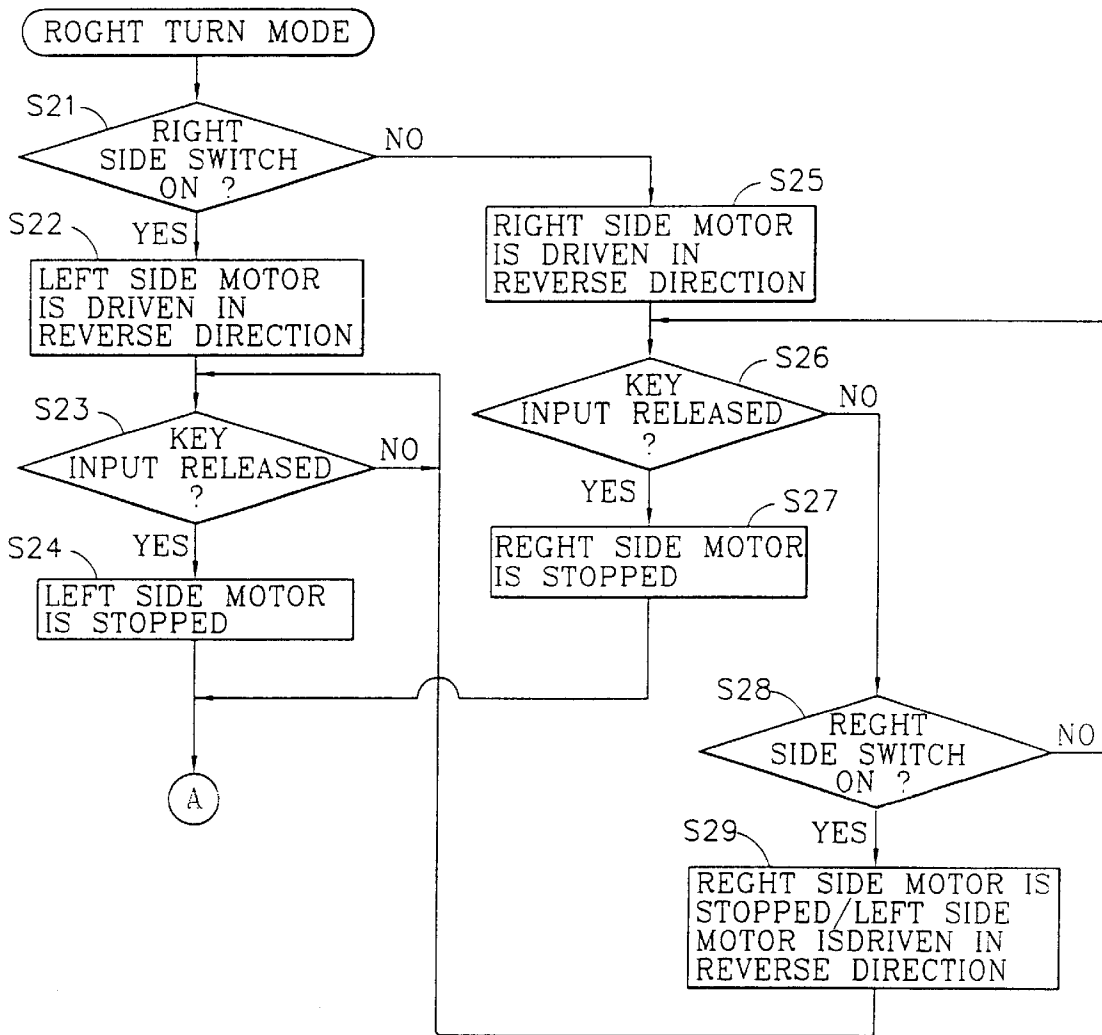 ROGHT TURN MODE
S21
RIGHT
SIDE SWITCH
ON ?
NO
YES
S22
LEFT SIDE MOTOR
IS DRIVEN IN
REVERSE DIRECTION
S23
KEY
INPUT RELEASED
?
NO
YES
S24
LEFT SIDE MOTOR
IS STOPPED
A
S25
RIGHT SIDE MOTOR
IS DRIVEN IN
REVERSE DIRECTION
S26
KEY
INPUT RELEASED
?
NO
YES
S27
REGHT SIDE MOTOR
IS STOPPED
S28
REGHT
SIDE SWITCH
ON ?
NO
YES
S29
REGHT SIDE MOTOR IS
STOPPED/LEFT SIDE
MOTOR ISDRIVEN IN
REVERSE DIRECTION